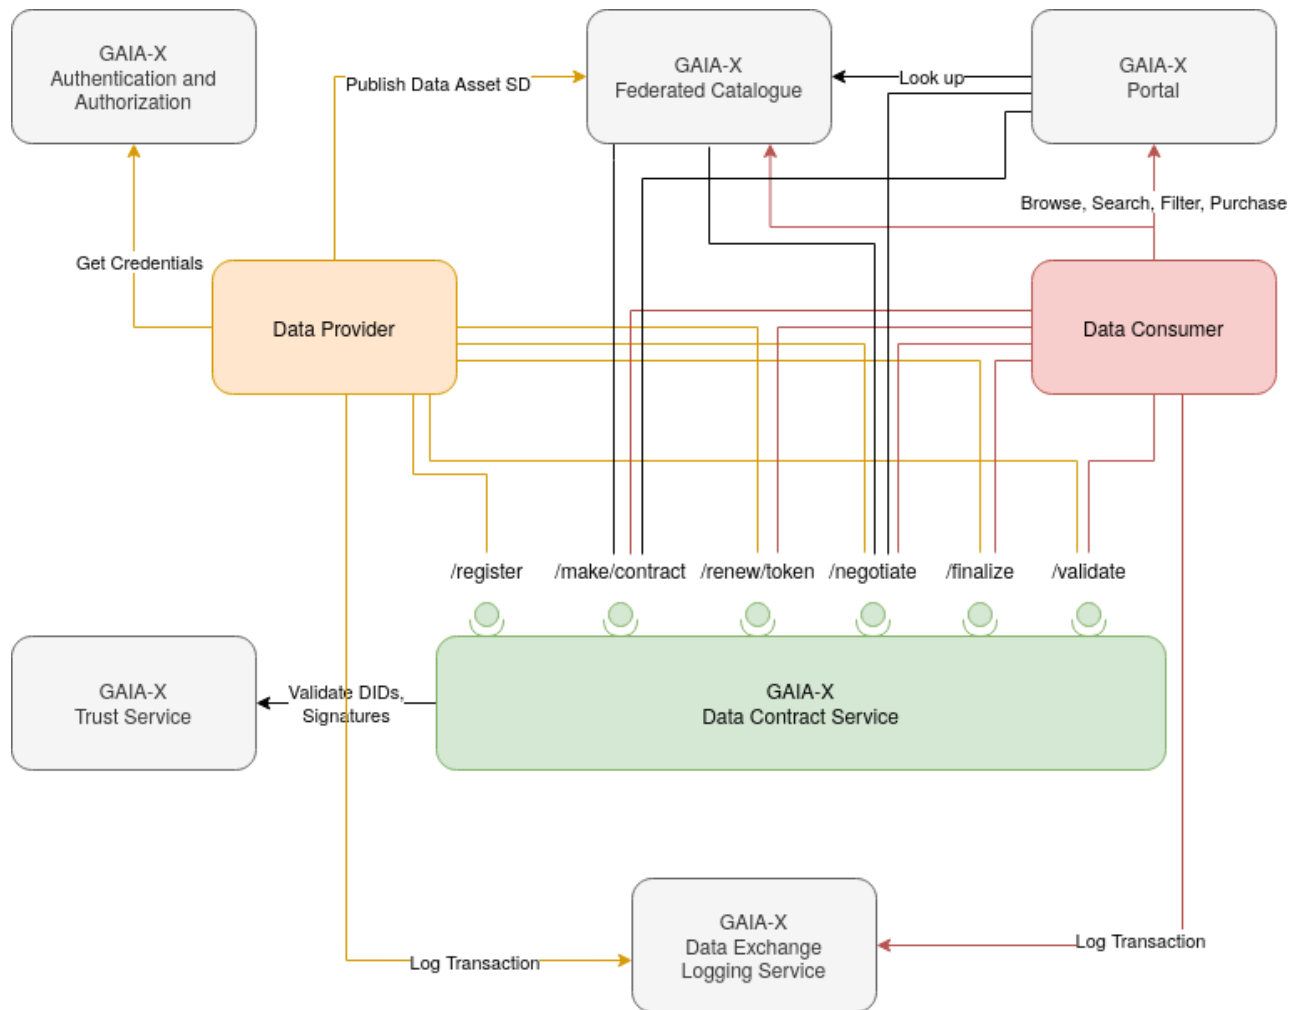 GAIA-X
Authentication and
Authorization
Publish Data Asset SD
GAIA-X
Federated Catalogue
Look up
GAIA-X
Portal
Browse, Search, Filter, Purchase
Get Credentials
Data Provider
Data Consumer
/register
/make/contract
/renew/token
/negotiate
/finalize
/validate
GAIA-X
Trust Service
Validate DIDs,
Signatures
GAIA-X
Data Contract Service
Log Transaction
GAIA-X
Data Exchange
Logging Service
Log Transaction